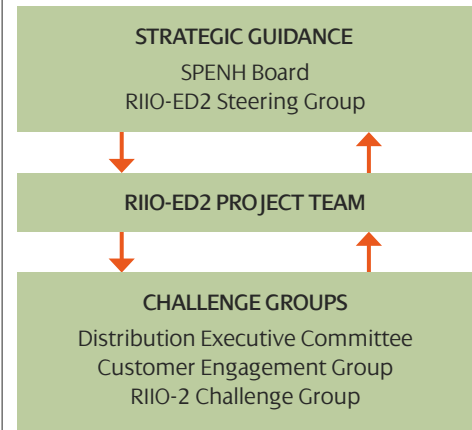 STRATEGIC GUIDANCE
SPENH Board
RIIO-ED2 Steering Group
RIIO-ED2 PROJECT TEAM
CHALLENGE GROUPS
Distribution Executive Committee
Customer Engagement Group
RIIO-2 Challenge Group